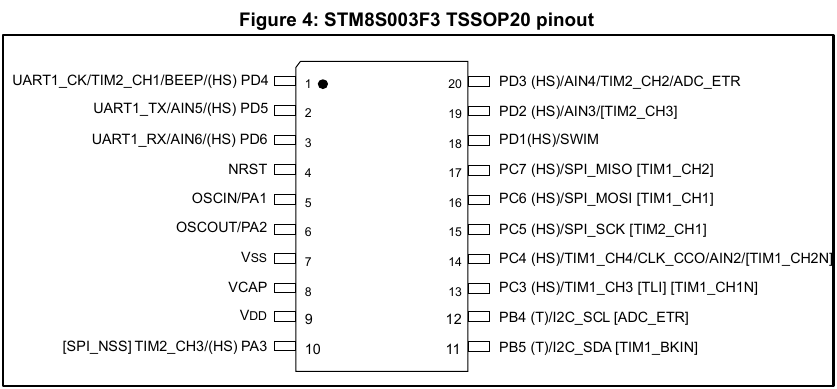 Figure 4: STM8S003F3 TSSOP20 pinout
UART1_CK/TIM2_CH1/BEEP/(HS) PD4 1 20 PD3 (HS)/AIN4/TIM2_CH2/ADC_ETR
UART1_TX/AIN5/(HS) PD5 2 19 PD2 (HS)/AIN3/[TIM2_CH3]
UART1_RX/AIN6/(HS) PD6 3 18 PD1(HS)/SWIM
NRST 4 17 PC7 (HS)/SPI_MISO [TIM1_CH2]
OSCIN/PA1 5 16 PC6 (HS)/SPI_MOSI [TIM1_CH1]
OSCOUT/PA2 6 15 PC5 (HS)/SPI_SCK [TIM2_CH1]
VSS 7 14 PC4 (HS)/TIM1_CH4/CLK_CCO/AIN2/[TIM1_CH2N]
VCAP 8 13 PC3 (HS)/TIM1_CH3 [TLI] [TIM1_CH1N]
VDD 9 12 PB4 (T)/I2C_SCL [ADC_ETR]
[SPI_NSS] TIM2_CH3/(HS) PA3 10 11 PB5 (T)/I2C_SDA [TIM1_BKIN]